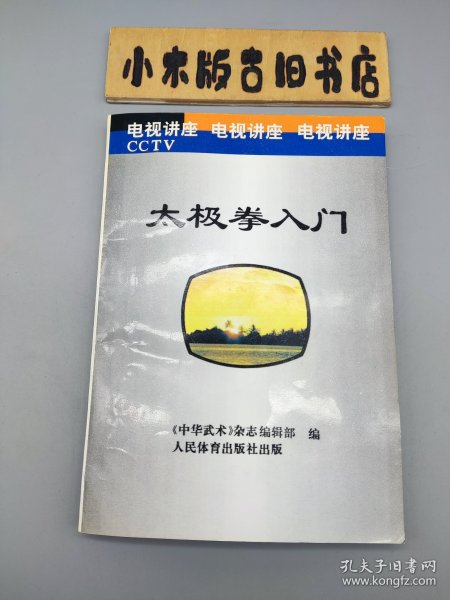 小木版古旧书店
电视讲座 电视讲座 电视讲座
CCTV
太极拳入门
《中华武术》杂志编辑部 编
人民体育出版社出版
孔夫子旧书网
www.kongfz.com